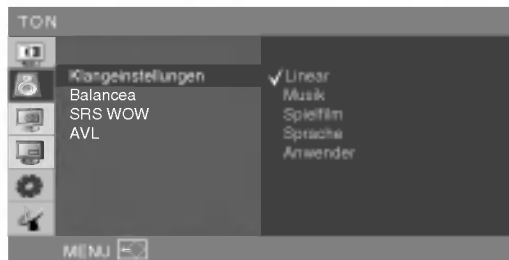 TON
Klangeinstellungen
Balancea
SRS WOW
AVL
Linear
Musik
Spielfilm
Sprache
Anwender
MENU